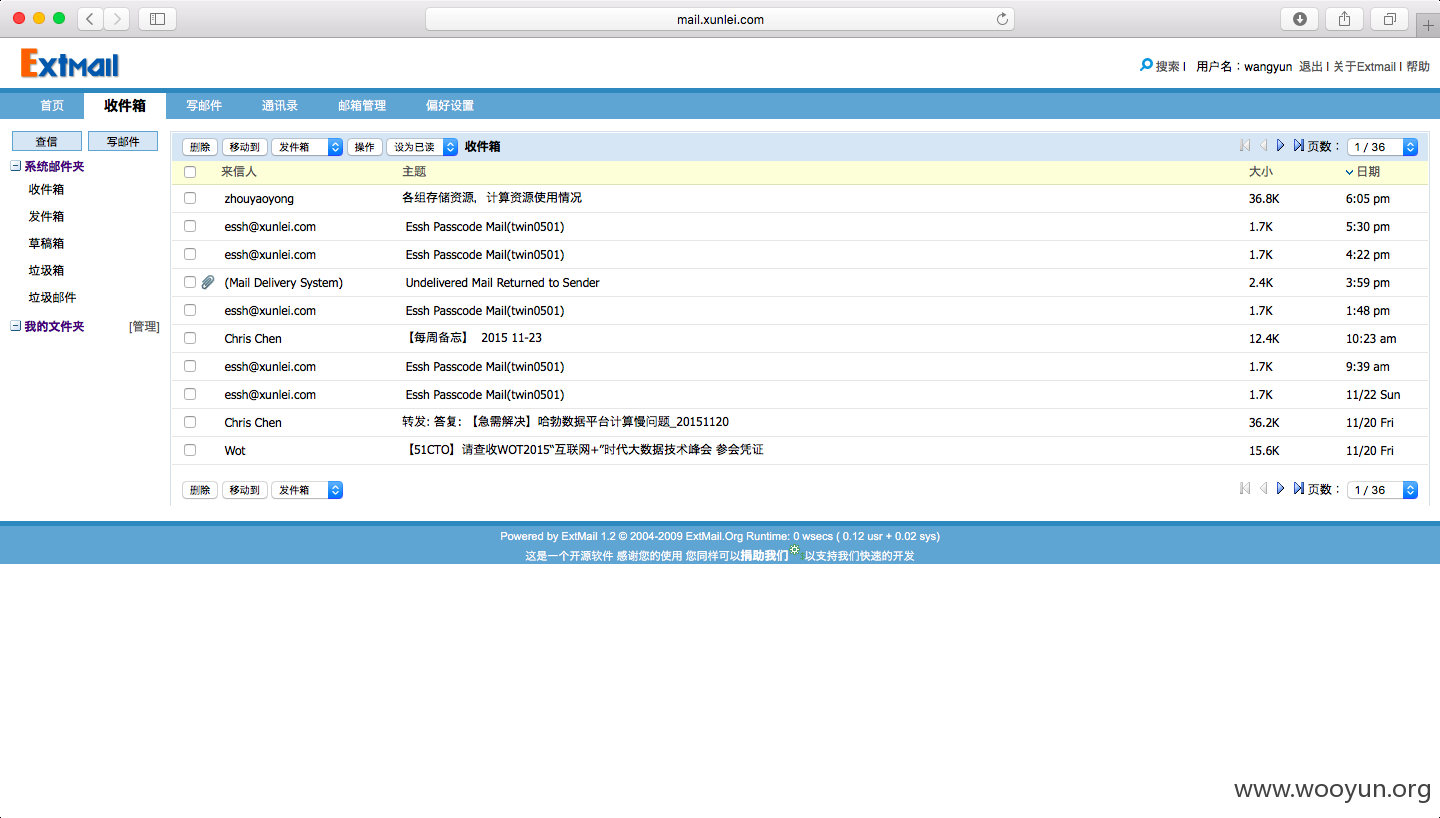 mail.xunlei.com
Extmail
搜索 | 用户名：wangyun 退出 | 关于Extmail | 帮助
首页 收件箱 写邮件 通讯录 邮箱管理 偏好设置
查信 写邮件
系统邮件夹
收件箱
发件箱
草稿箱
垃圾箱
垃圾邮件
我的文件夹 [管理]
删除 移动到 发件箱 操作 设为已读 收件箱 页数： 1 / 36
来信人 主题 大小 日期
zhouyaoyong 各组存储资源，计算资源使用情况 36.8K 6:05 pm
essh@xunlei.com Essh Passcode Mail(twin0501) 1.7K 5:30 pm
essh@xunlei.com Essh Passcode Mail(twin0501) 1.7K 4:22 pm
(Mail Delivery System) Undelivered Mail Returned to Sender 2.4K 3:59 pm
essh@xunlei.com Essh Passcode Mail(twin0501) 1.7K 1:48 pm
Chris Chen 【每周备忘】 2015 11-23 12.4K 10:23 am
essh@xunlei.com Essh Passcode Mail(twin0501) 1.7K 9:39 am
essh@xunlei.com Essh Passcode Mail(twin0501) 1.7K 11/22 Sun
Chris Chen 转发: 答复: 【急需解决】哈勃数据平台计算慢问题_20151120 36.2K 11/20 Fri
Wot 【51CTO】请查收WOT2015“互联网+”时代大数据技术峰会 参会凭证 15.6K 11/20 Fri
删除 移动到 发件箱 页数： 1 / 36
Powered by ExtMail 1.2 © 2004-2009 ExtMail.Org Runtime: 0 wsecs ( 0.12 usr + 0.02 sys)
这是一个开源软件 感谢您的使用 您同样可以捐助我们 以支持我们快速的开发
www.wooyun.org